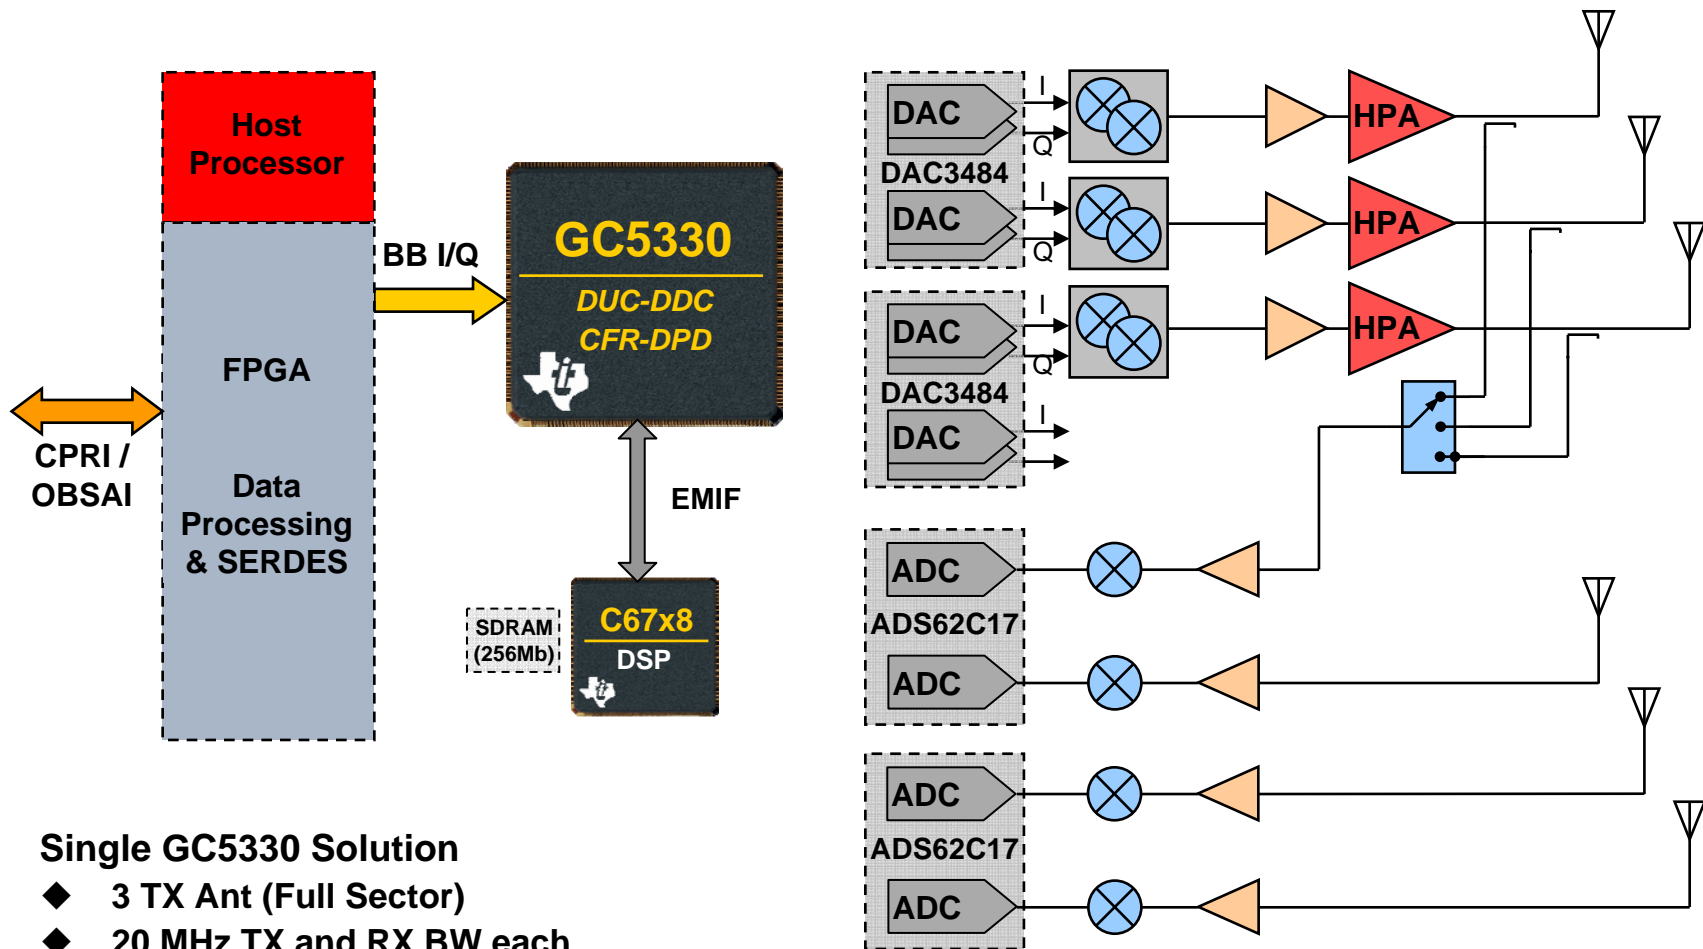 Host
Processor
FPGA
Data
Processing
& SERDES
CPRI /
OBSAI
BB I/Q
GC5330
DUC-DDC
CFR-DPD
EMIF
SDRAM
(256Mb)
C67x8
DSP
DAC
DAC3484
DAC
I
Q
I
Q
HPA
HPA
DAC
DAC3484
DAC
I
Q
I
HPA
ADC
ADS62C17
ADC
ADC
ADS62C17
ADC
Single GC5330 Solution
◆ 3 TX Ant (Full Sector)
◆ 20 MHz TX and RX BW each